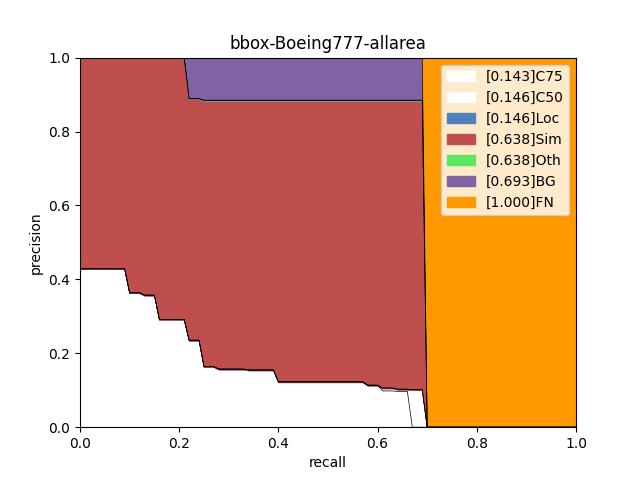 bbox-Boeing777-allarea
1.0
0.8
0.6
0.4
0.2
0.0
precision
[0.143]C75
[0.146]C50
[0.146]Loc
[0.638]Sim
[0.638]Oth
[0.693]BG
[1.000]FN
0.0 0.2 0.4 0.6 0.8 1.0
recall